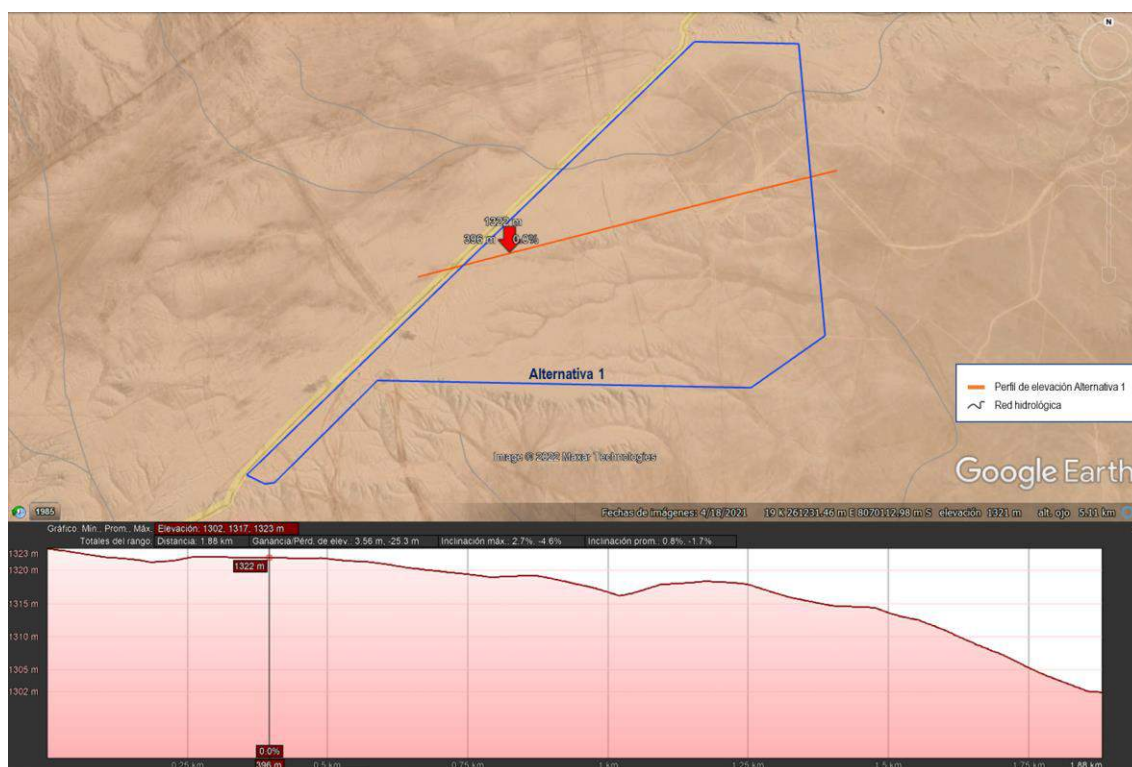 N
1322 m
396 m 0.0%
Alternativa 1
Perfil de elevación Alternativa 1
Red hidrológica
Image © 2022 Maxar Technologies
Google Earth
1985
Fechas de imágenes: 4/18/2021 19 K 261231.46 m E 8070112.98 m S elevación 1321 m alt. ojo 5.11 km
Gráfico: Mín., Prom., Máx. Elevación: 1302, 1317, 1323 m
Totales del rango: Distancia: 1.88 km Ganancia/Pérd. de elev.: 3.56 m, -25.3 m Inclinación máx.: 2.7%, -4.6% Inclinación prom.: 0.8%, -1.7%
1323 m
1322 m
1320 m
1315 m
1310 m
1305 m
1302 m
0.0%
0.25 km 396 m 0.5 km 0.75 km 1 km 1.25 km 1.5 km 1.75 km 1.88 km